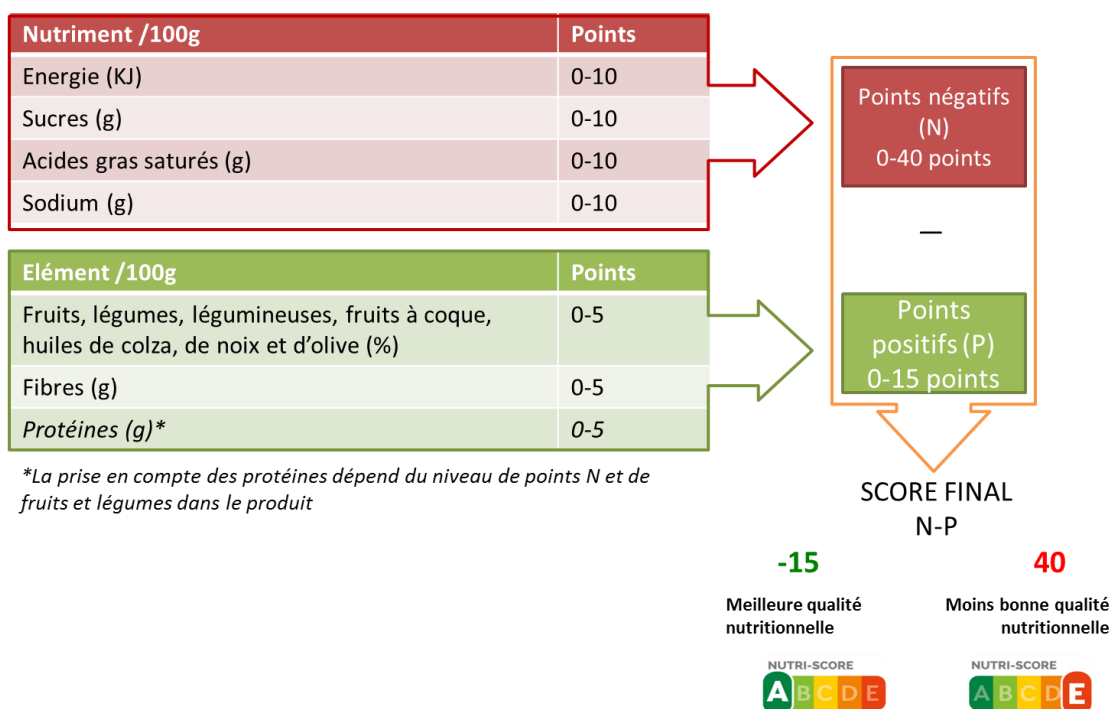 Nutriment /100g Points
Energie (KJ) 0-10
Sucres (g) 0-10
Acides gras saturés (g) 0-10
Sodium (g) 0-10
Points négatifs
(N)
0-40 points
—
Elément /100g Points
Fruits, légumes, légumineuses, fruits à coque, 0-5
huiles de colza, de noix et d'olive (%)
Fibres (g) 0-5
Protéines (g)* 0-5
Points
positifs (P)
0-15 points
*La prise en compte des protéines dépend du niveau de points N et de
fruits et légumes dans le produit
SCORE FINAL
N-P
-15 40
Meilleure qualité
nutritionnelle
Moins bonne qualité
nutritionnelle
NUTRI-SCORE
A B C D E
NUTRI-SCORE
A B C D E